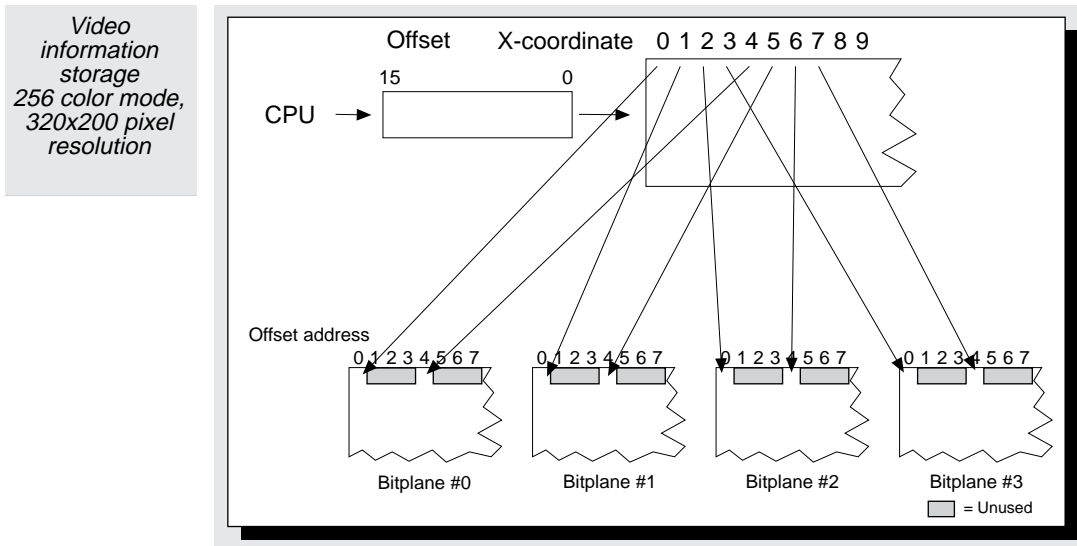 Video
information
storage
256 color mode,
320x200 pixel
resolution
Offset X-coordinate 0 1 2 3 4 5 6 7 8 9
15 0
CPU
Offset address
0 1 2 3 4 5 6 7 0 1 2 3 4 5 6 7 0 1 2 3 4 5 6 7 0 1 2 3 4 5 6 7
Bitplane #0 Bitplane #1 Bitplane #2 Bitplane #3
= Unused